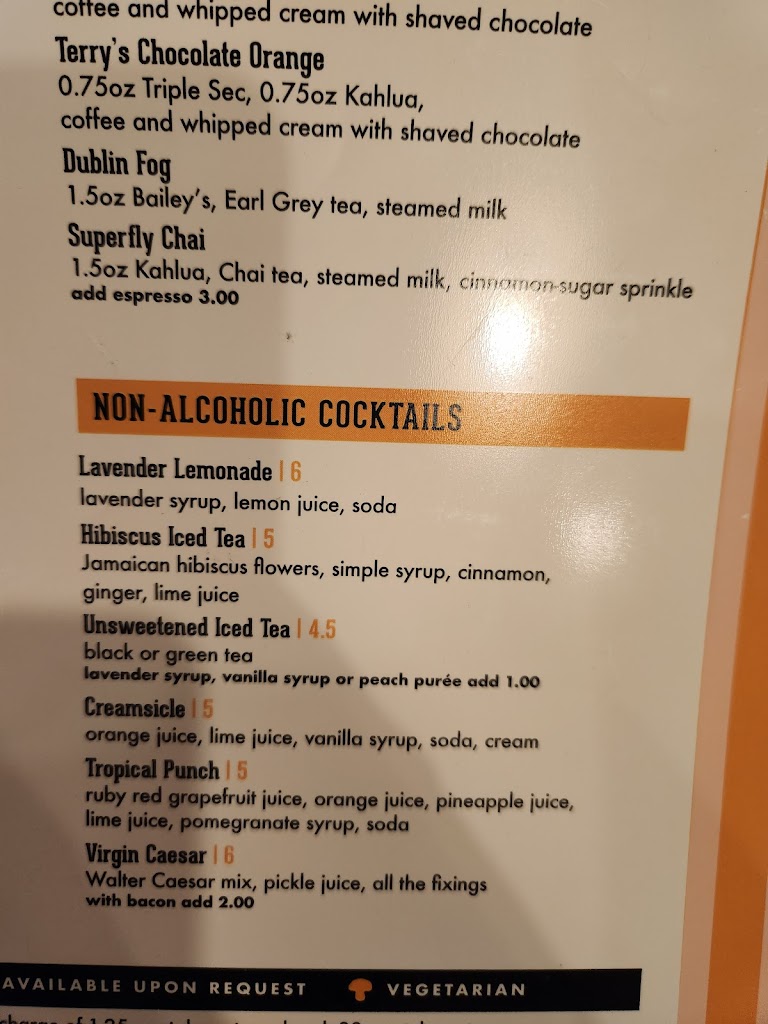 coffee and whipped cream with shaved chocolate
Terry's Chocolate Orange
0.75oz Triple Sec, 0.75oz Kahlua,
coffee and whipped cream with shaved chocolate
Dublin Fog
1.5oz Bailey's, Earl Grey tea, steamed milk
Superfly Chai
1.5oz Kahlua, Chai tea, steamed milk, cinnamon-sugar sprinkle
add espresso 3.00
NON-ALCOHOLIC COCKTAILS
Lavender Lemonade | 6
lavender syrup, lemon juice, soda
Hibiscus Iced Tea | 5
Jamaican hibiscus flowers, simple syrup, cinnamon,
ginger, lime juice
Unsweetened Iced Tea | 4.5
black or green tea
lavender syrup, vanilla syrup or peach purée add 1.00
Creamsicle | 5
orange juice, lime juice, vanilla syrup, soda, cream
Tropical Punch | 5
ruby red grapefruit juice, orange juice, pineapple juice,
lime juice, pomegranate syrup, soda
Virgin Caesar | 6
Walter Caesar mix, pickle juice, all the fixings
with bacon add 2.00
AVAILABLE UPON REQUEST VEGETARIAN